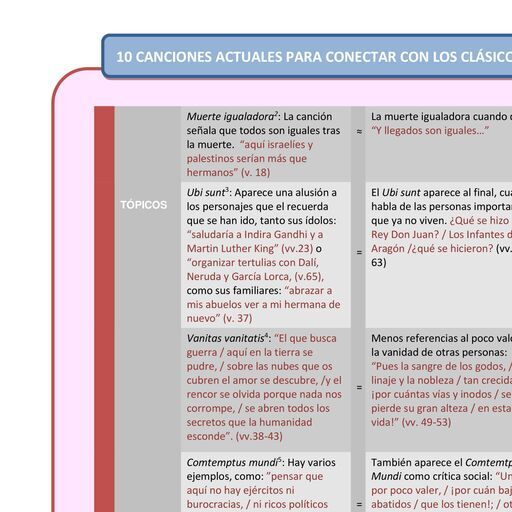 10 CANCIONES ACTUALES PARA CONECTAR CON LOS CLÁSICO
TÓPICOS
Muerte igualadora²: La canción
señala que todos son iguales tras
la muerte. “aquí israelíes y
palestinos serían más que
hermanos” (v. 18)
≈
La muerte igualadora cuando
“Y llegados son iguales…”
Ubi sunt³: Aparece una alusión a
los personajes que el recuerda
que se han ido, tanto sus ídolos:
“saludaría a Indira Gandhi y a
Martin Luther King” (vv.23) o
“organizar tertulias con Dalí,
Neruda y García Lorca, (v.65),
como sus familiares: “abrazar a
mis abuelos ver a mi hermana de
nuevo” (v. 37)
=
El Ubi sunt aparece al final, cua
habla de las personas importan
que ya no viven. ¿Qué se hizo
Rey Don Juan? / Los Infantes d
Aragón /¿qué se hicieron? (vv.
63)
Vanitas vanitatis⁴: “El que busca
guerra / aquí en la tierra se
pudre, / sobre las nubes que os
cubren el amor se descubre, /y el
rencor se olvida porque nada nos
corrompe, / se abren todos los
secretos que la humanidad
esconde”. (vv.38-43)
=
Menos referencias al poco valo
la vanidad de otras personas:
“Pues la sangre de los godos, /
linaje y la nobleza / tan crecida
¡por cuántas vías y inodos / se
pierde su gran alteza / en esta
vida!” (vv. 49-53)
Comtemptus mundi⁵: Hay varios
ejemplos, como: ”pensar que
aquí no hay ejércitos ni
burocracias, / ni ricos políticos
=
También aparece el Comtemtp
Mundi como crítica social: “Un
por poco valer, / ¡por cuán baj
abatidos / que los tienen!; / ot